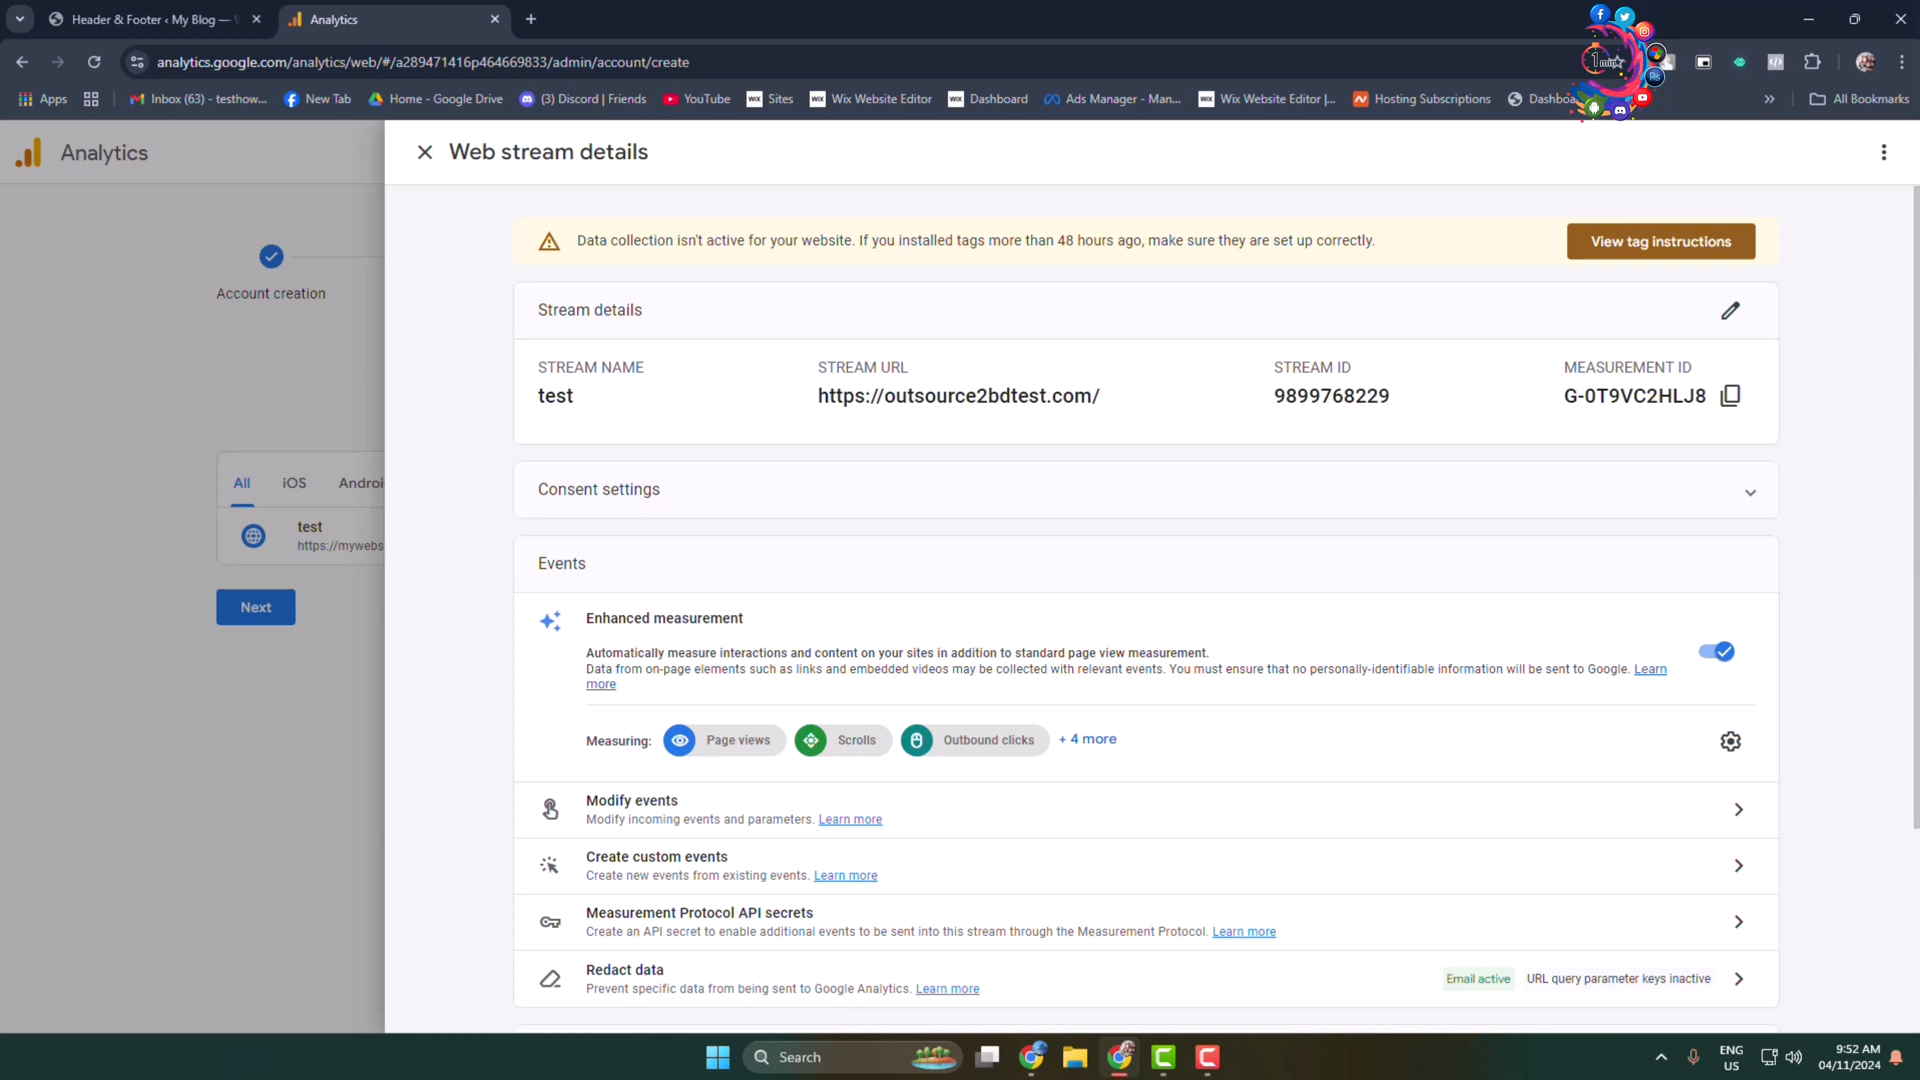 Header & Footer ‹ My Blog —
Analytics
analytics.google.com/analytics/web/#/a289471416p464669833/admin/account/create
1 min
Ps
Apps
Inbox (63) - testhow...
New Tab
Home - Google Drive
(3) Discord | Friends
YouTube
WIX Sites
WIX Wix Website Editor
WIX Dashboard
Ads Manager - Man...
WIX Wix Website Editor |...
Hosting Subscriptions
All Bookmarks
Analytics
Web stream details
Data collection isn't active for your website. If you installed tags more than 48 hours ago, make sure they are set up correctly.
View tag instructions
Account creation
Stream details
STREAM NAME
test
STREAM URL
https://outsource2bdtest.com/
STREAM ID
9899768229
MEASUREMENT ID
G-0T9VC2HLJ8
All
iOS
test
https://mywebs
Next
Consent settings
Events
Enhanced measurement
Automatically measure interactions and content on your sites in addition to standard page view measurement.
Data from on-page elements such as links and embedded videos may be collected with relevant events. You must ensure that no personally-identifiable information will be sent to Google. Learn
more
Measuring:
Page views
Scrolls
Outbound clicks
+ 4 more
Modify events
Modify incoming events and parameters. Learn more
Create custom events
Create new events from existing events. Learn more
Measurement Protocol API secrets
Create an API secret to enable additional events to be sent into this stream through the Measurement Protocol. Learn more
Redact data
Prevent specific data from being sent to Google Analytics. Learn more
Email active
URL query parameter keys inactive
Search
ENG
US
9:52 AM
04/11/2024